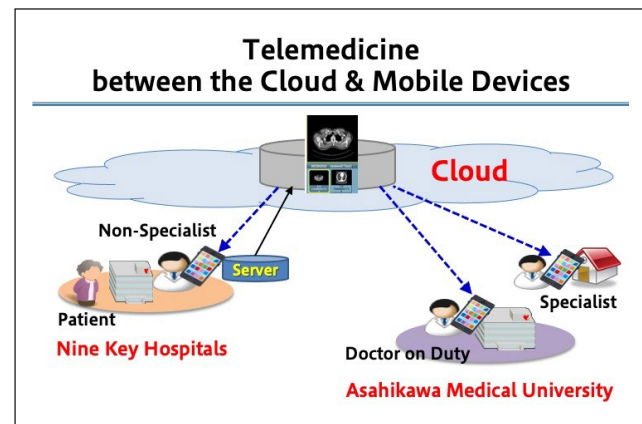 Telemedicine
between the Cloud & Mobile Devices
Cloud
Non-Specialist
Server
Patient
Nine Key Hospitals
Specialist
Doctor on Duty
Asahikawa Medical University